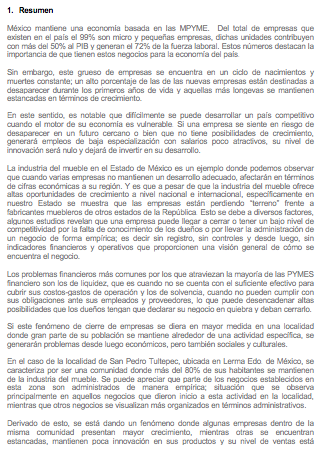 1. Resumen
México mantiene una economía basada en las MPYME. Del total de empresas que
existen en el país el 99% son micro y pequeñas empresas, dichas unidades contribuyen
con más del 50% al PIB y generan el 72% de la fuerza laboral. Estos números destacan la
importancia de que tienen estos negocios para la economía del país.
Sin embargo, este grueso de empresas se encuentra en un ciclo de nacimientos y
muertes constante; un alto porcentaje de las de las nuevas empresas están destinadas a
desaparecer durante los primeros años de vida y aquellas más longevas se mantienen
estancadas en términos de crecimiento.
En este sentido, es notable que difícilmente se puede desarrollar un país competitivo
cuando el motor de su economía es vulnerable. Si una empresa se siente en riesgo de
desaparecer en un futuro cercano o bien que no tiene posibilidades de crecimiento,
generará empleos de baja especialización con salarios poco atractivos, su nivel de
innovación será nulo y dejará de invertir en su desarrollo.
La industria del mueble en el Estado de México es un ejemplo donde podemos observar
que cuando varias empresas no mantienen un desarrollo adecuado, afectarán en términos
de cifras económicas a su región. Y es que a pesar de que la industria del mueble ofrece
altas oportunidades de crecimiento a nivel nacional e internacional, específicamente en
nuestro Estado se muestra que las empresas están perdiendo “terreno” frente a
fabricantes muebleros de otros estados de la República. Esto se debe a diversos factores,
algunos estudios revelan que una empresa puede llegar a cerrar o tener un bajo nivel de
competitividad por la falta de conocimiento de los dueños o por llevar la administración de
un negocio de forma empírica; es decir sin registro, sin controles y desde luego, sin
indicadores financieros y operativos que proporcionen una visión general de cómo se
encuentra el negocio.
Los problemas financieros más comunes por los que atraviezan la mayoría de las PYMES
financiero son los de liquidez, que es cuando no se cuenta con el suficiente efectivo para
cubrir sus costos-gastos de operación y los de solvencia, cuando no pueden cumplir con
sus obligaciones ante sus empleados y proveedores, lo que puede desencadenar altas
posibilidades que los dueños tengan que declarar su negocio en quiebra y deban cerrarlo.
Si este fenómeno de cierre de empresas se diera en mayor medida en una localidad
donde gran parte de su población se mantiene alrededor de una actividad específica, se
generarán problemas desde luego económicos, pero también sociales y culturales.
En el caso de la localidad de San Pedro Tultepec, ubicada en Lerma Edo. de México, se
caracteriza por ser una comunidad donde más del 80% de sus habitantes se mantienen
de la industria del mueble. Se puede apreciar que parte de los negocios establecidos en
esta zona son administrados de manera empírica; situación que se observa
principalmente en aquellos negocios que dieron inicio a esta actividad en la localidad,
mientras que otros negocios se visualizan más organizados en términos administrativos.
Derivado de esto, se está dando un fenómeno donde algunas empresas dentro de la
misma comunidad presentan mayor crecimiento, mientras otras se encuentran
estancadas, mantienen poca innovación en sus productos y su nivel de ventas está